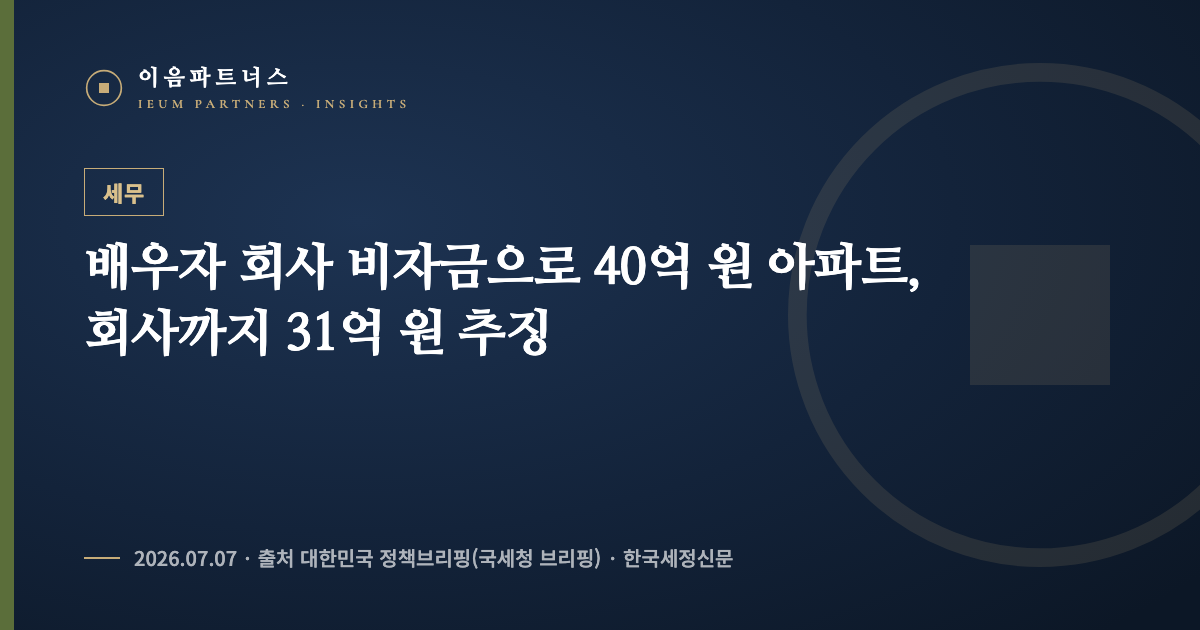 이음파트너스
IEUM PARTNERS · INSIGHTS
세무
배우자 회사 비자금으로 40억 원 아파트,
회사까지 31억 원 추징
2026.07.07 · 출처 대한민국 정책브리핑(국세청 브리핑) · 한국세정신문